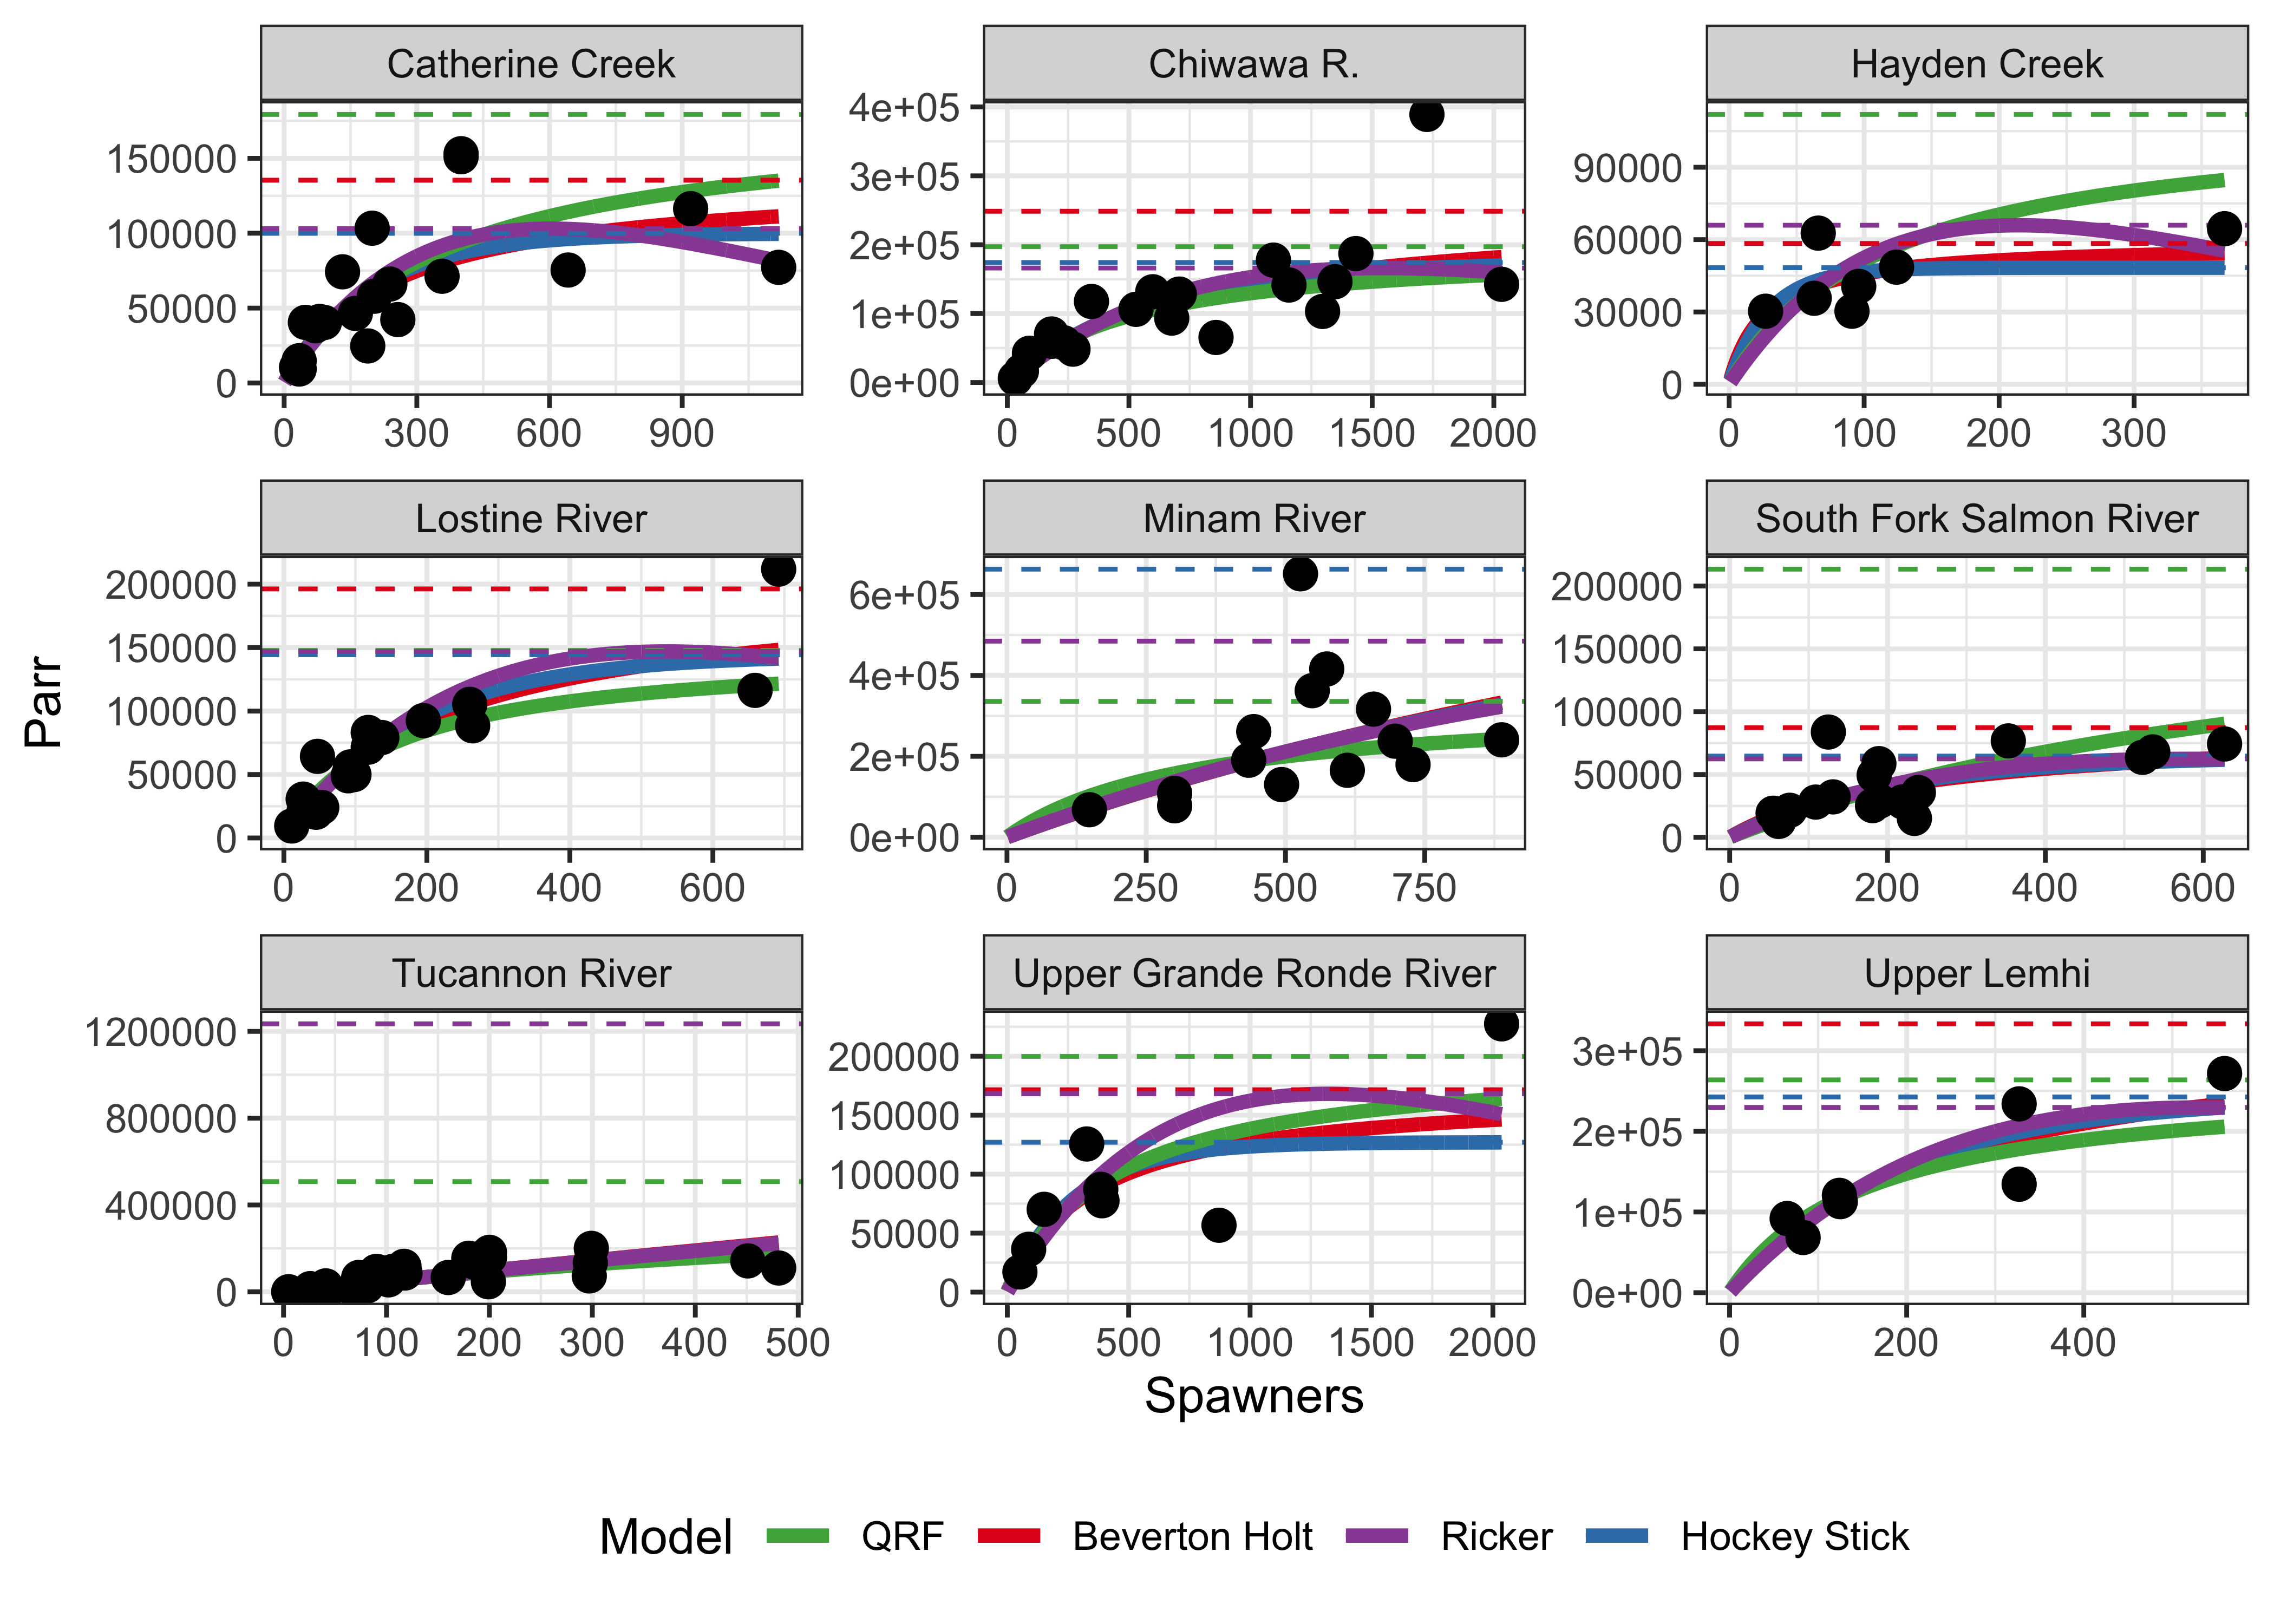 Catherine Creek
Chiwawa R.
Hayden Creek
150000
100000
50000
0
0 300 600 900
4e+05
3e+05
2e+05
1e+05
0e+00
0 500 1000 1500 2000
90000
60000
30000
0
0 100 200 300
Lostine River
Minam River
South Fork Salmon River
200000
150000
100000
50000
0
0 200 400 600
6e+05
4e+05
2e+05
0e+00
0 250 500 750
200000
150000
100000
50000
0
0 200 400 600
Parr
Tucannon River
Upper Grande Ronde River
Upper Lemhi
1200000
800000
400000
0
0 100 200 300 400 500
200000
150000
100000
50000
0
0 500 1000 1500 2000
3e+05
2e+05
1e+05
0e+00
0 200 400
Spawners
Model QRF Beverton Holt Ricker Hockey Stick